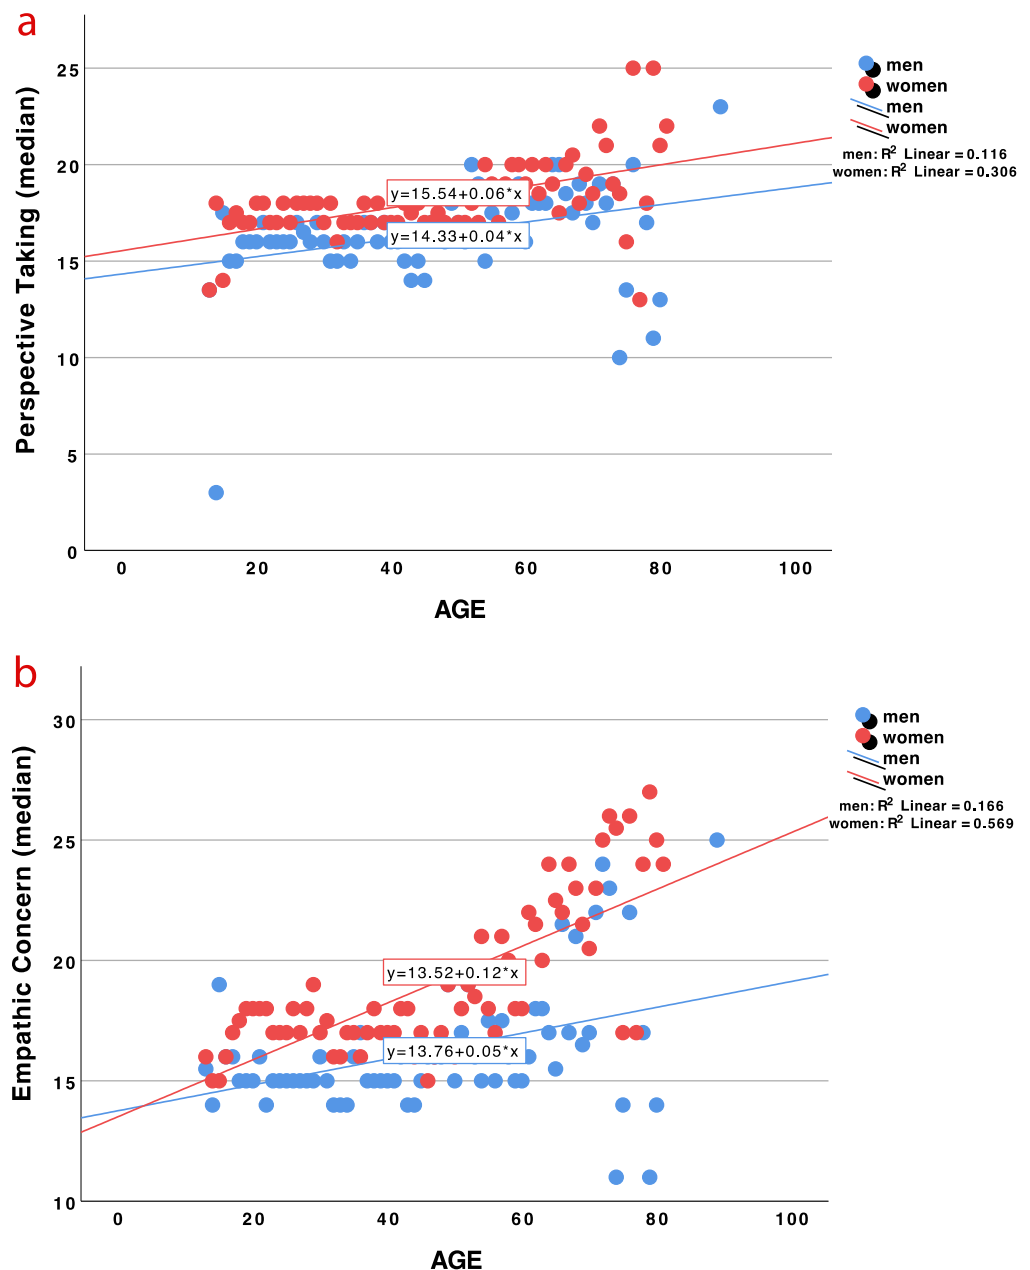 a
Perspective Taking (median)
25
20
15
10
5
0
y=15.54+0.06*x
y=14.33+0.04*x
0 20 40 60 80 100
AGE
men
women
men
women
men: R² Linear = 0.116
women: R² Linear = 0.306
b
Empathic Concern (median)
30
25
20
15
10
y=13.52+0.12*x
y=13.76+0.05*x
0 20 40 60 80 100
AGE
men
women
men
women
men: R² Linear = 0.166
women: R² Linear = 0.569